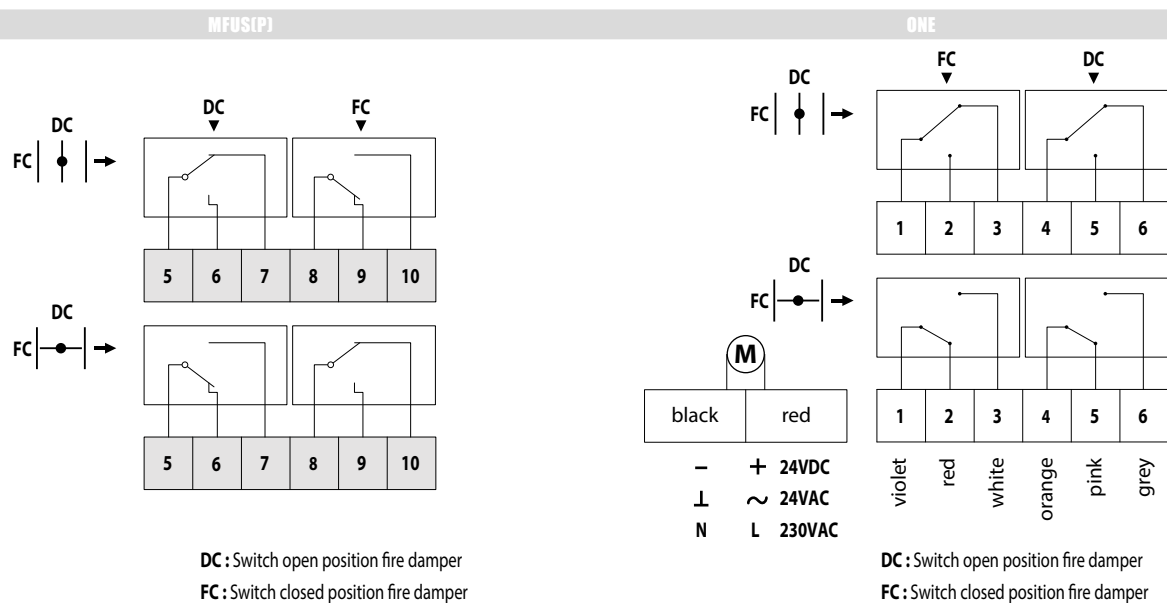 MFUS(P)
DC
FC
DC
FC
5 6 7 8 9 10
DC
FC
5 6 7 8 9 10
DC : Switch open position fire damper
FC : Switch closed position fire damper
ONE
FC
DC
DC
FC
1 2 3 4 5 6
DC
FC
M
black red
1 2 3 4 5 6
− + 24VDC
⊥ ~ 24VAC
N L 230VAC
violet
red
white
orange
pink
grey
DC : Switch open position fire damper
FC : Switch closed position fire damper